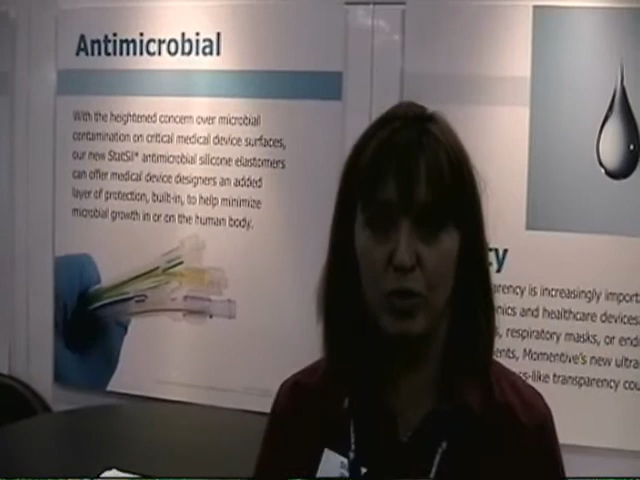 Antimicrobial
With the heightened concern over microbial
contamination on critical medical device surfaces,
our new StatSil* antimicrobial silicone elastomers
can offer medical device designers an added
layer of protection, built-in, to help minimize
microbial growth in or on the human body.
ty
arency is increasingly import
nics and healthcare devices
, respiratory masks, or end
ents, Momentive's new ultra
ss-like transparency cou